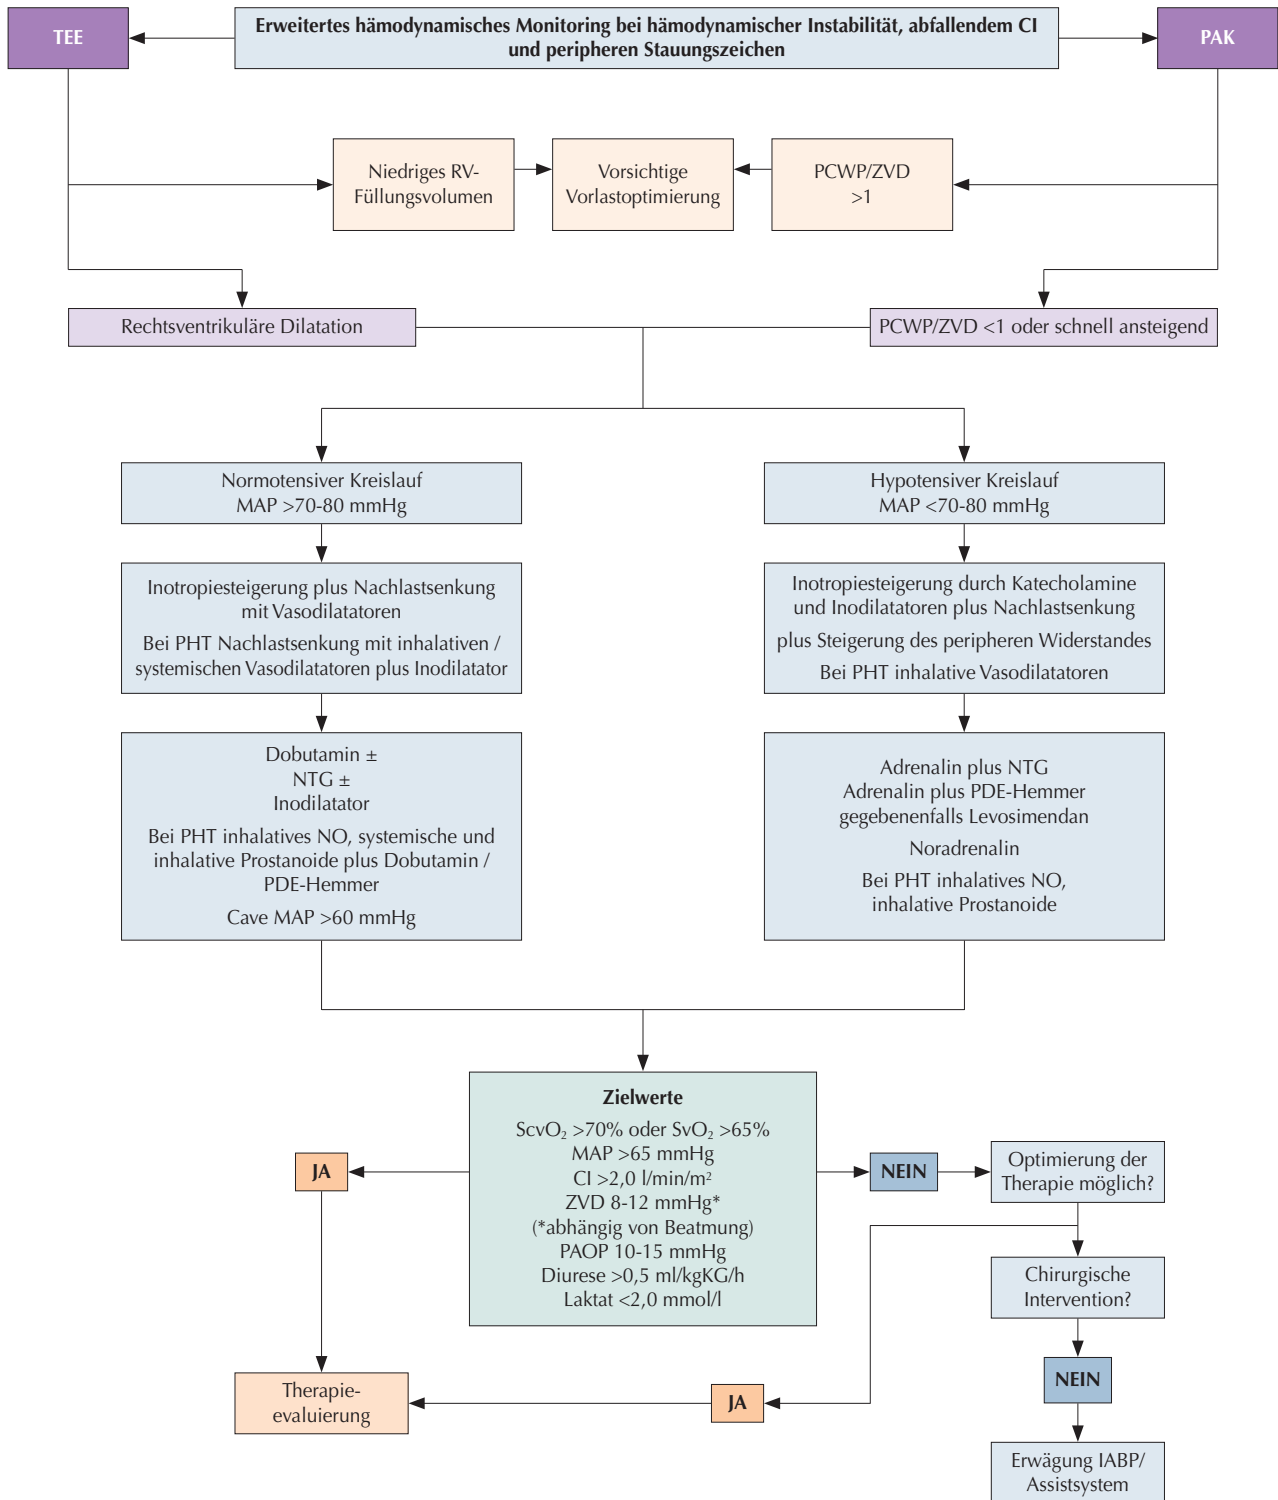 TEE
Erweitertes hämodynamisches Monitoring bei hämodynamischer Instabilität, abfallendem CI
und peripheren Stauungszeichen
PAK
Niedriges RV-
Füllungsvolumen
Vorsichtige
Vorlastoptimierung
PCWP/ZVD
>1
Rechtsventrikuläre Dilatation
PCWP/ZVD <1 oder schnell ansteigend
Normotensiver Kreislauf
MAP >70-80 mmHg
Hypotensiver Kreislauf
MAP <70-80 mmHg
Inotropiesteigerung plus Nachlastsenkung
mit Vasodilatatoren
Bei PHT Nachlastsenkung mit inhalativen /
systemischen Vasodilatatoren plus Inodilatator
Inotropiesteigerung durch Katecholamine
und Inodilatatoren plus Nachlastsenkung
plus Steigerung des peripheren Widerstandes
Bei PHT inhalative Vasodilatatoren
Dobutamin ±
NTG ±
Inodilatator
Bei PHT inhalatives NO, systemische und
inhalative Prostanoide plus Dobutamin /
PDE-Hemmer
Cave MAP >60 mmHg
Adrenalin plus NTG
Adrenalin plus PDE-Hemmer
gegebenenfalls Levosimendan
Noradrenalin
Bei PHT inhalatives NO,
inhalative Prostanoide
Zielwerte
ScvO₂ >70% oder SvO₂ >65%
MAP >65 mmHg
CI >2,0 l/min/m²
ZVD 8-12 mmHg*
(*abhängig von Beatmung)
PAOP 10-15 mmHg
Diurese >0,5 ml/kgKG/h
Laktat <2,0 mmol/l
JA
NEIN
Optimierung der
Therapie möglich?
Chirurgische
Intervention?
NEIN
Therapie-
evaluierung
JA
Erwägung IABP/
Assistsystem